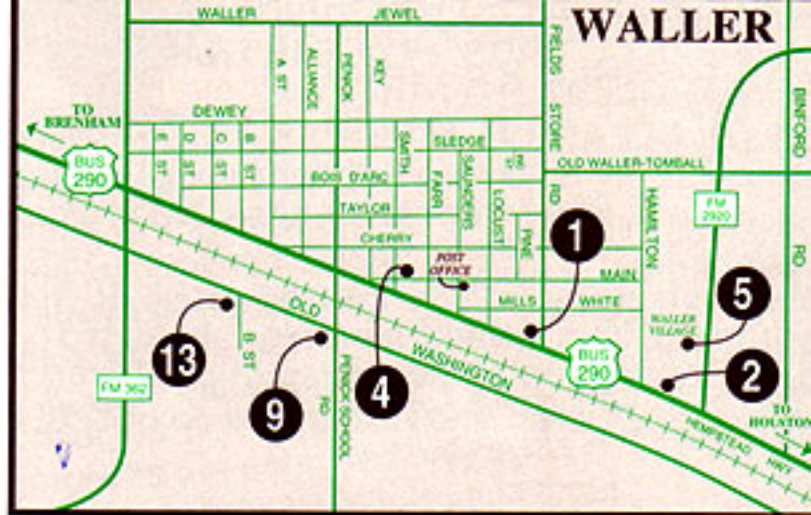 WALLER
JEWEL
WALLER
FIELDS STORE RD
BINFORD RD
A ST
ALLIANCE
PENICK
KEY
TO
BRENHAM
DEWEY
BUS
290
E ST
D ST
C ST
B ST
SMITH
SLEDGE
OLD WALLER-TOMBALL
BOIS D'ARC
FARR
SAUNDERS
LOCUST
PINE
TAYLOR
CHERRY
HAMILTON
FM
2920
1
POST
OFFICE
MAIN
MILLS
WHITE
4
5
WALLER
VILLAGE
OLD WASHINGTON
13
B ST
9
PENICK SCHOOL RD
BUS
290
2
FM 362
TO
HOUSTON
HEMPSTEAD HWY